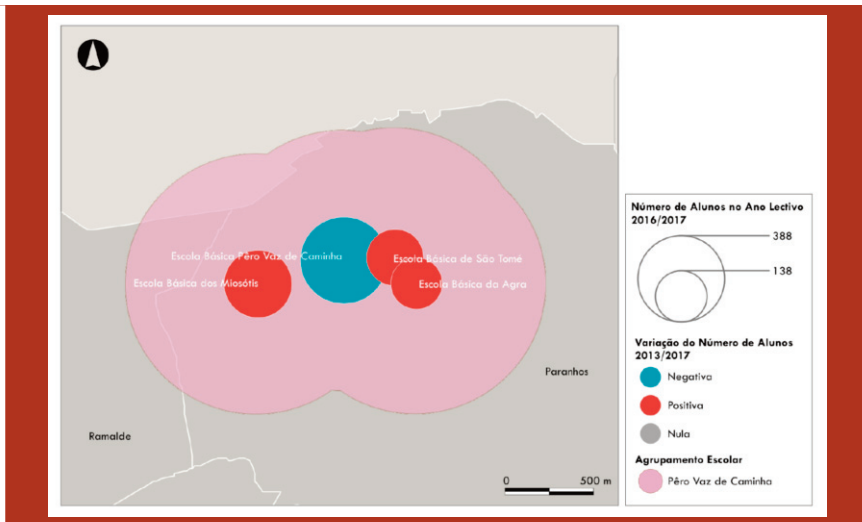 Escola Básica Pêro Vaz de Caminha
Escola Básica de São Tomé
Escola Básica dos Miosótis
Escola Básica da Agra
Paranhos
Ramalde
0 500 m
Número de Alunos no Ano Lectivo
2016/2017
388
138
Variação do Número de Alunos
2013/2017
Negativa
Positiva
Nula
Agrupamento Escolar
Pêro Vaz de Caminha